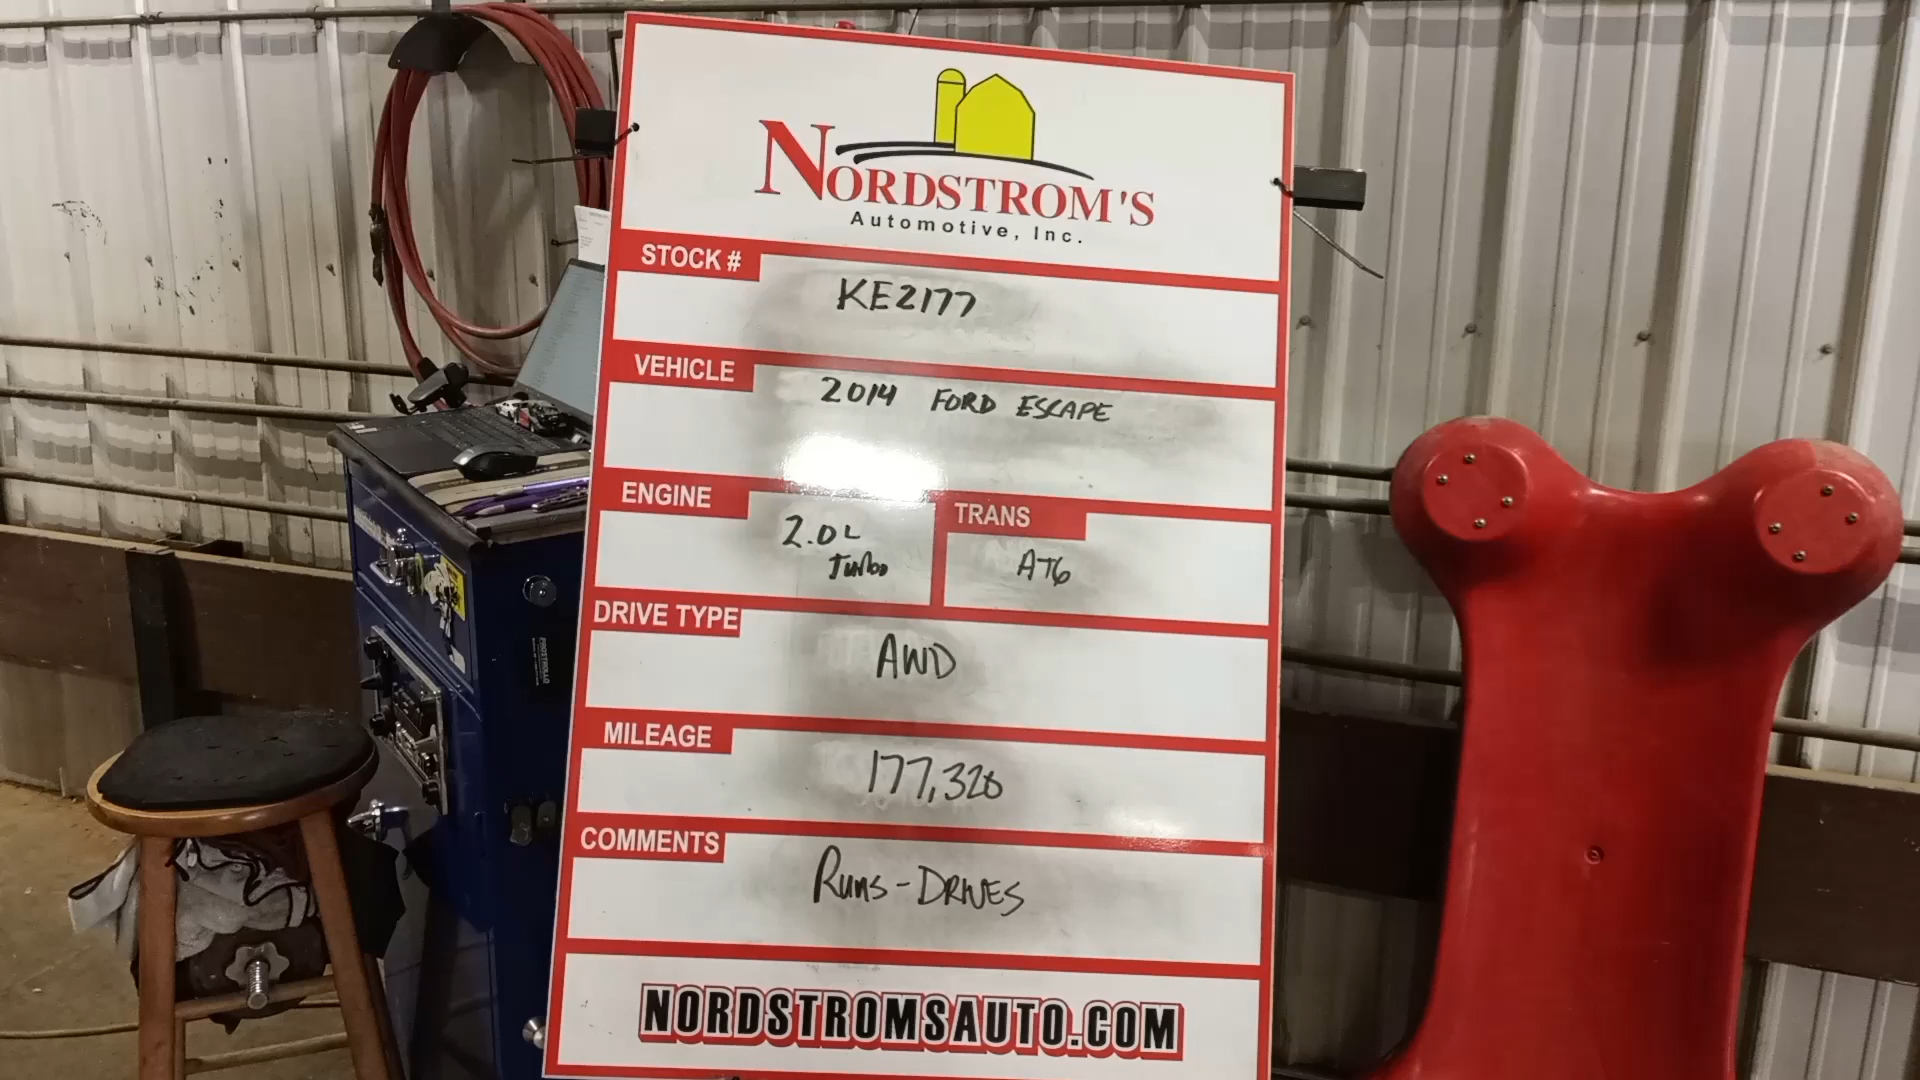 NORDSTROM'S
Automotive, Inc.
STOCK #
KE2177
VEHICLE
2014 FORD ESCAPE
ENGINE
2.0L
TURBO
TRANS
AT6
DRIVE TYPE
AWD
MILEAGE
177,320
COMMENTS
RUNS-DRIVES
NORDSTROMSAUTO.COM